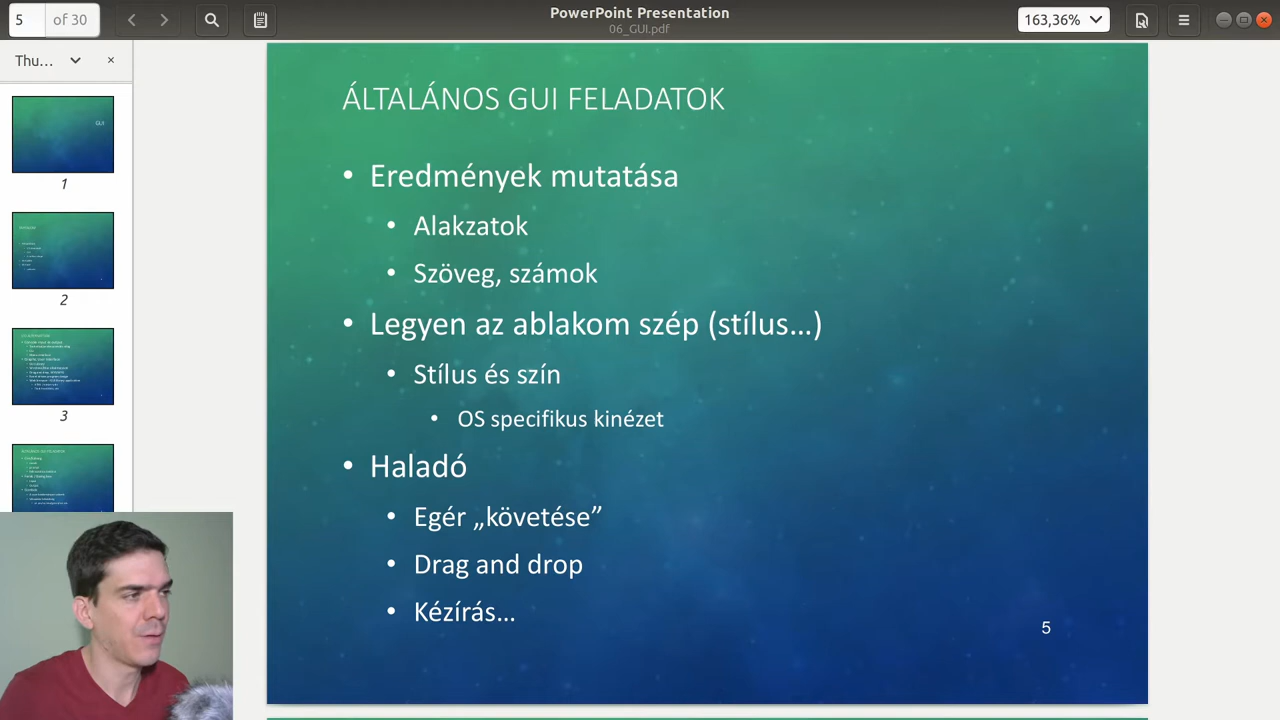 5 of 30
PowerPoint Presentation
06_GUI.pdf
163,36%
Thu...
GUI
1
2
3
ÁLTALÁNOS GUI FELADATOK
• Eredmények mutatása
• Alakzatok
• Szöveg, számok
• Legyen az ablakom szép (stílus...)
• Stílus és szín
• OS specifikus kinézet
• Haladó
• Egér „követése”
• Drag and drop
• Kézírás...
5